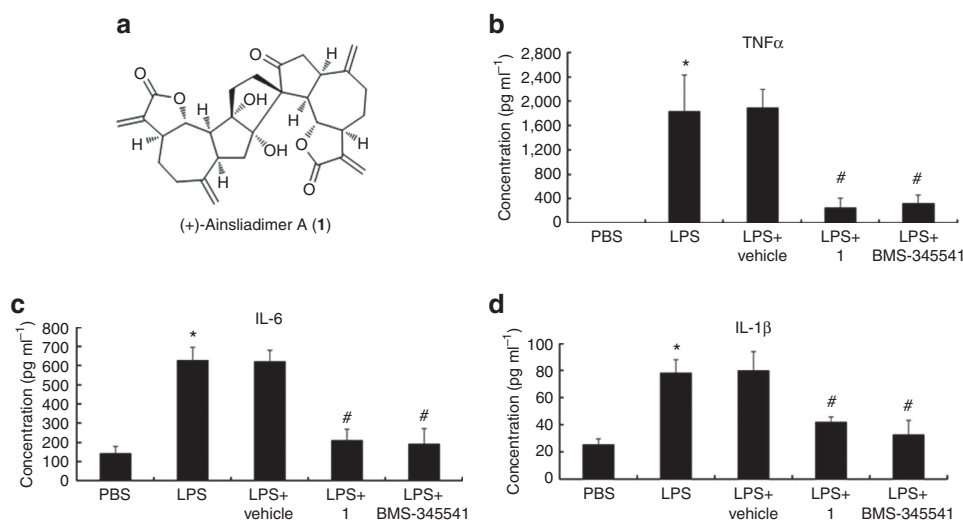 a
O
O
O
H
H
H
OH
OH
H
H
O
O
(+)-Ainsliadimer A (1)
b
TNFα
Concentration (pg ml⁻¹)
2,800
2,400
2,000
1,600
1,200
800
400
0
*
#
#
PBS
LPS
LPS+
vehicle
LPS+
1
LPS+
BMS-345541
c
IL-6
Concentration (pg ml⁻¹)
800
700
600
500
400
300
200
100
0
*
#
#
PBS
LPS
LPS+
vehicle
LPS+
1
LPS+
BMS-345541
d
IL-1β
Concentration (pg ml⁻¹)
100
80
60
40
20
0
*
#
#
PBS
LPS
LPS+
vehicle
LPS+
1
LPS+
BMS-345541